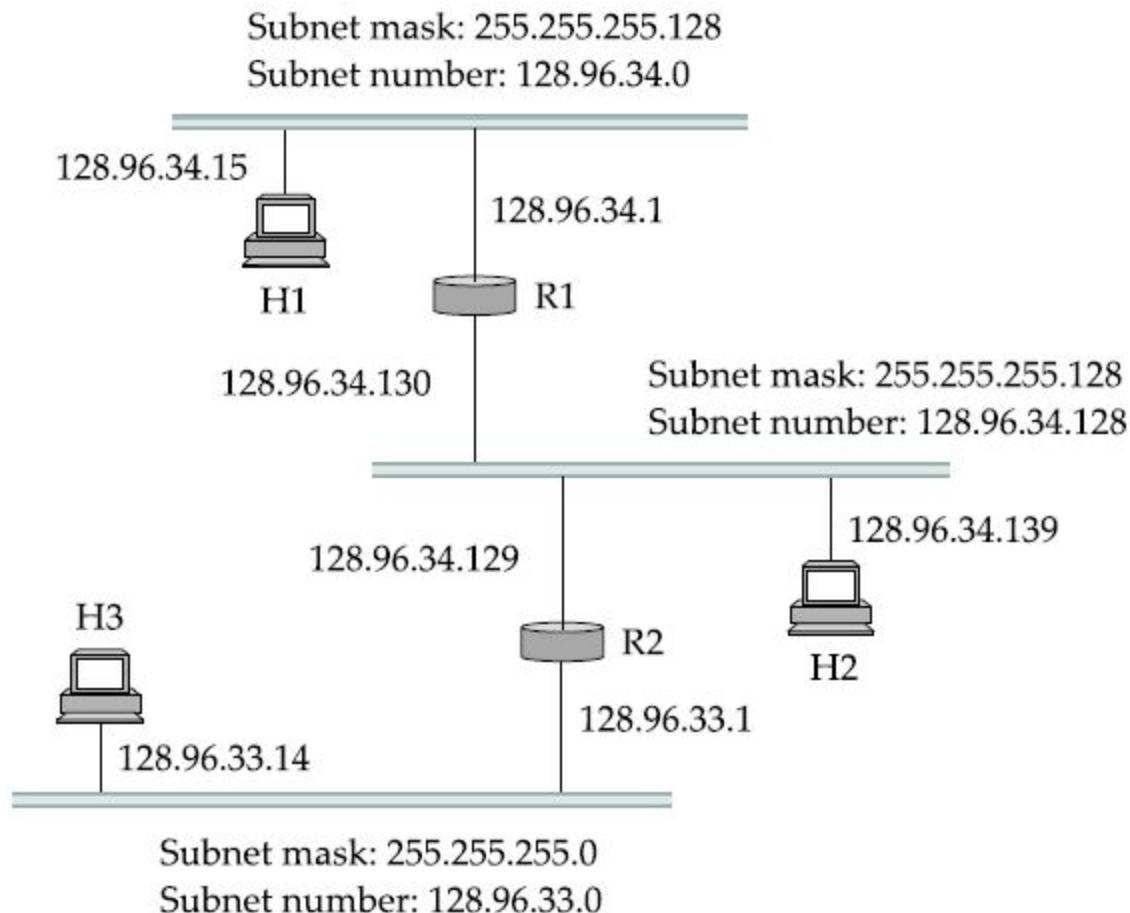 Subnet mask: 255.255.255.128
Subnet number: 128.96.34.0
128.96.34.15
128.96.34.1
H1
R1
128.96.34.130
Subnet mask: 255.255.255.128
Subnet number: 128.96.34.128
128.96.34.139
128.96.34.129
H3
R2
H2
128.96.33.1
128.96.33.14
Subnet mask: 255.255.255.0
Subnet number: 128.96.33.0